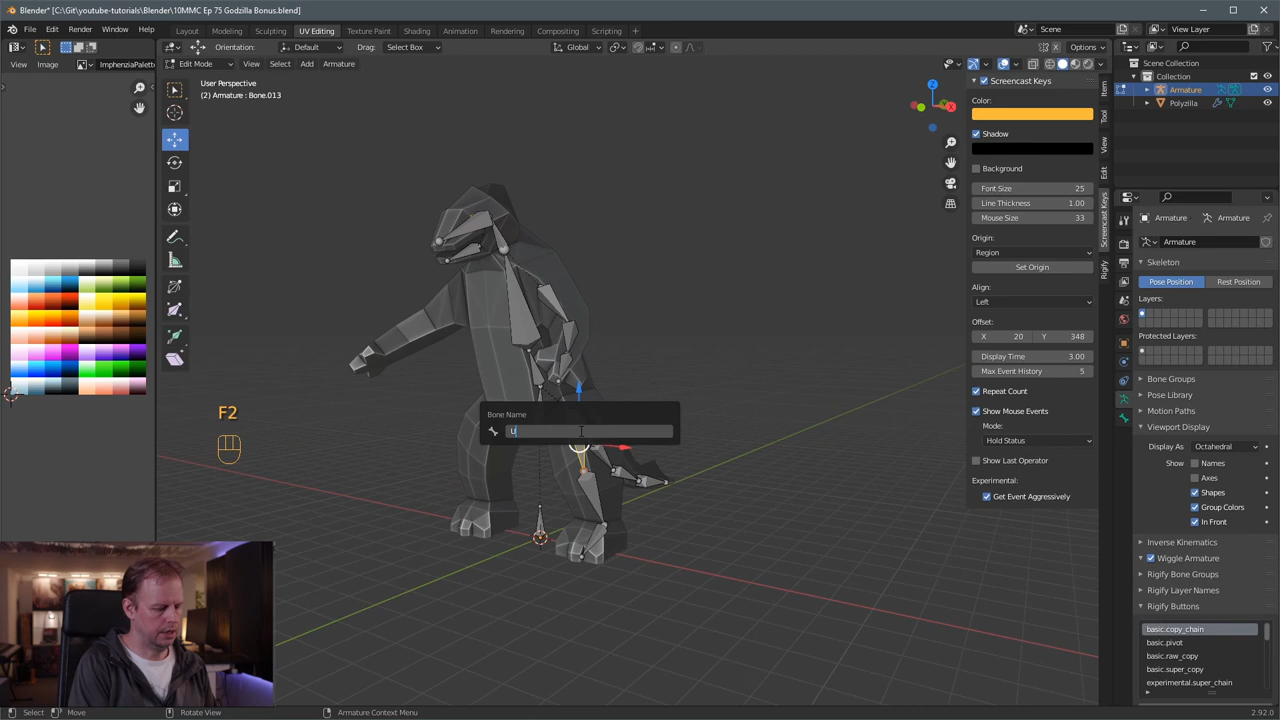 Blender* [C:\Git\youtube-tutorials\Blender\10MMC Ep 75 Godzilla Bonus.blend]
File Edit Render Window Help Layout Modeling Sculpting UV Editing Texture Paint Shading Animation Rendering Compositing Scripting Scene View Layer
Orientation: Default Drag: Select Box Global Options
View Image ImphenziaPalett Edit Mode View Select Add Armature
User Perspective
(2) Armature : Bone.013
Scene Collection
Collection
Armature
Polyzilla
Screencast Keys
Color:
Shadow
Background
Font Size 25
Line Thickness 1.00
Mouse Size 33
Origin:
Region
Set Origin
Align:
Left
Offset:
X 20 Y 348
Display Time 3.00
Max Event History 5
Repeat Count
Show Mouse Events
Mode:
Hold Status
Show Last Operator
Experimental:
Get Event Aggressively
Item
Tool
View
Edit
Screencast Keys
Rigify
Armature Armature
Armature
Skeleton
Pose Position Rest Position
Layers:
Protected Layers:
Bone Groups
Pose Library
Motion Paths
Viewport Display
Display As Octahedral
Show Names
Axes
Shapes
Group Colors
In Front
Inverse Kinematics
Wiggle Armature
Rigify Bone Groups
Rigify Layer Names
Rigify Buttons
basic.copy_chain
basic.pivot
basic.raw_copy
basic.super_copy
experimental.super_chain
Bone Name
U
F2
X
Z
Select Move Rotate View Armature Context Menu 2.92.0